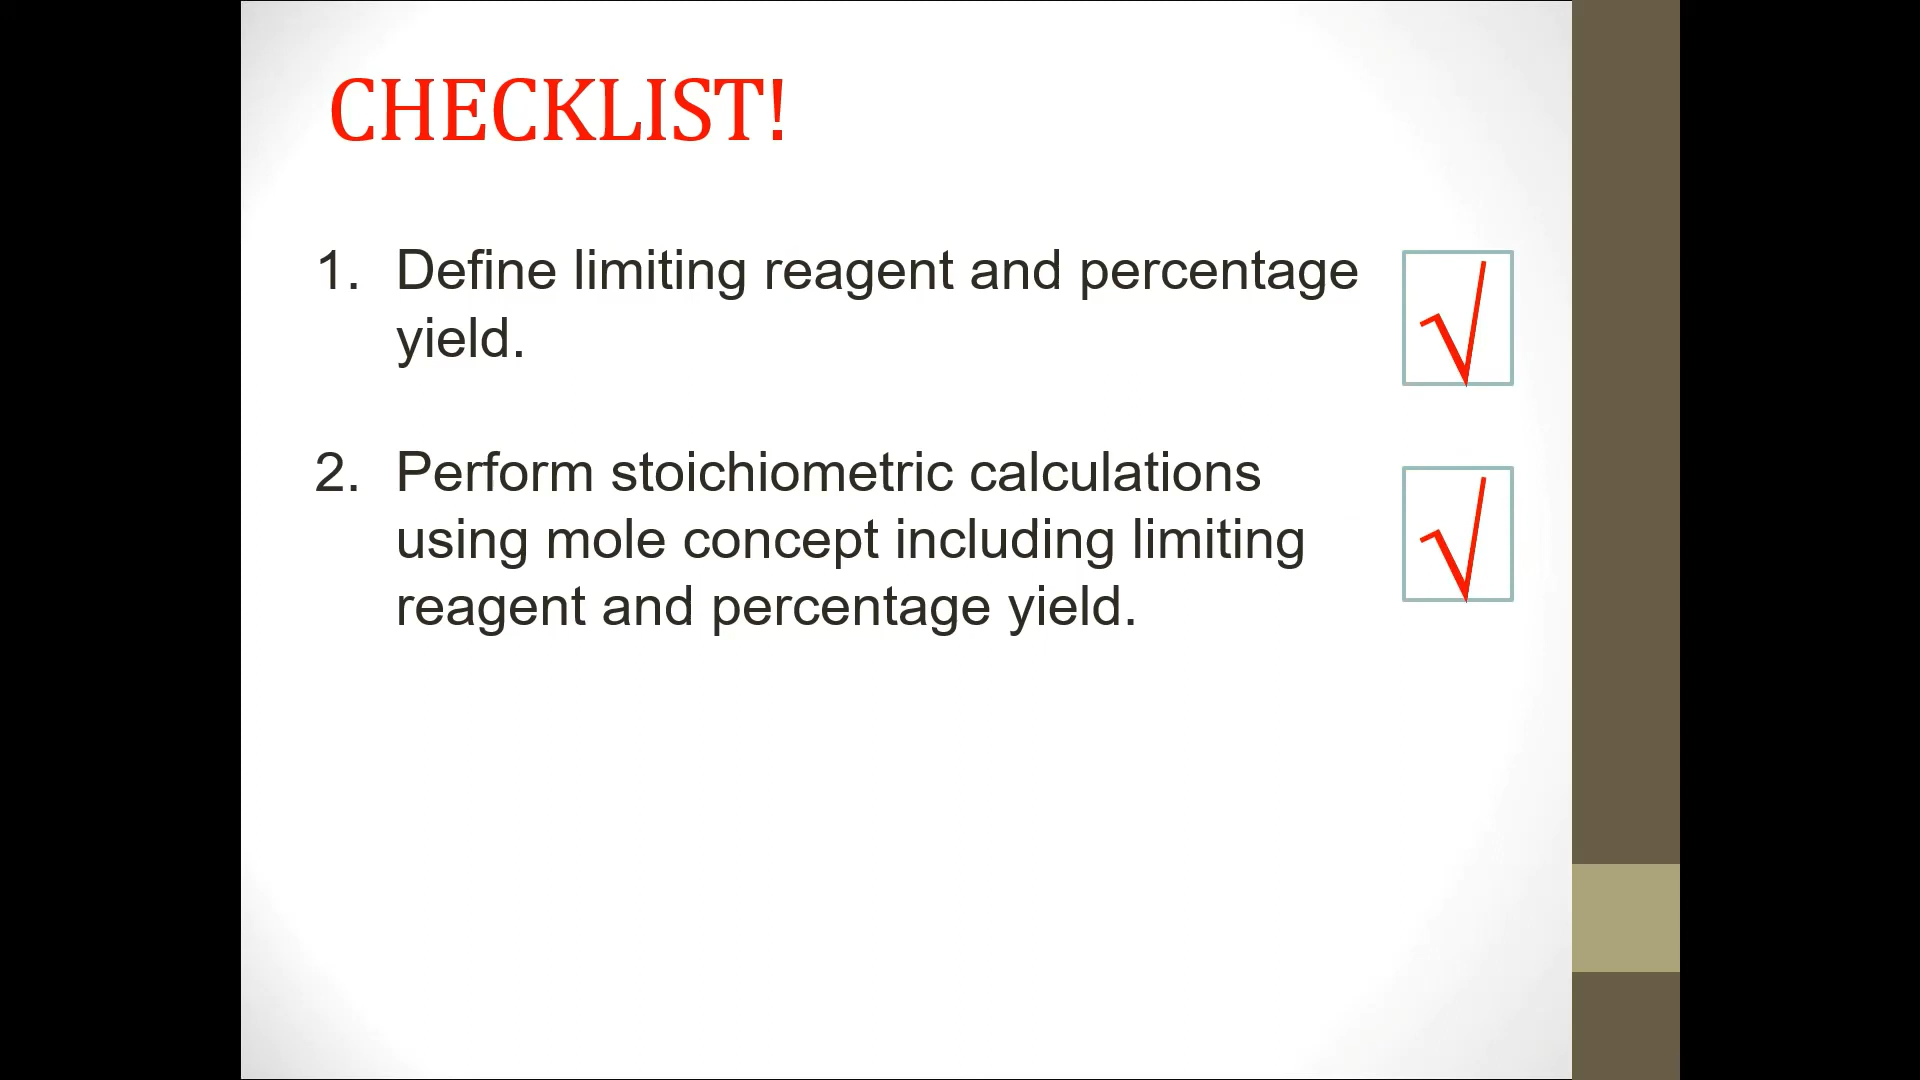 CHECKLIST!
1. Define limiting reagent and percentage
yield.
√
2. Perform stoichiometric calculations
using mole concept including limiting
reagent and percentage yield.
√